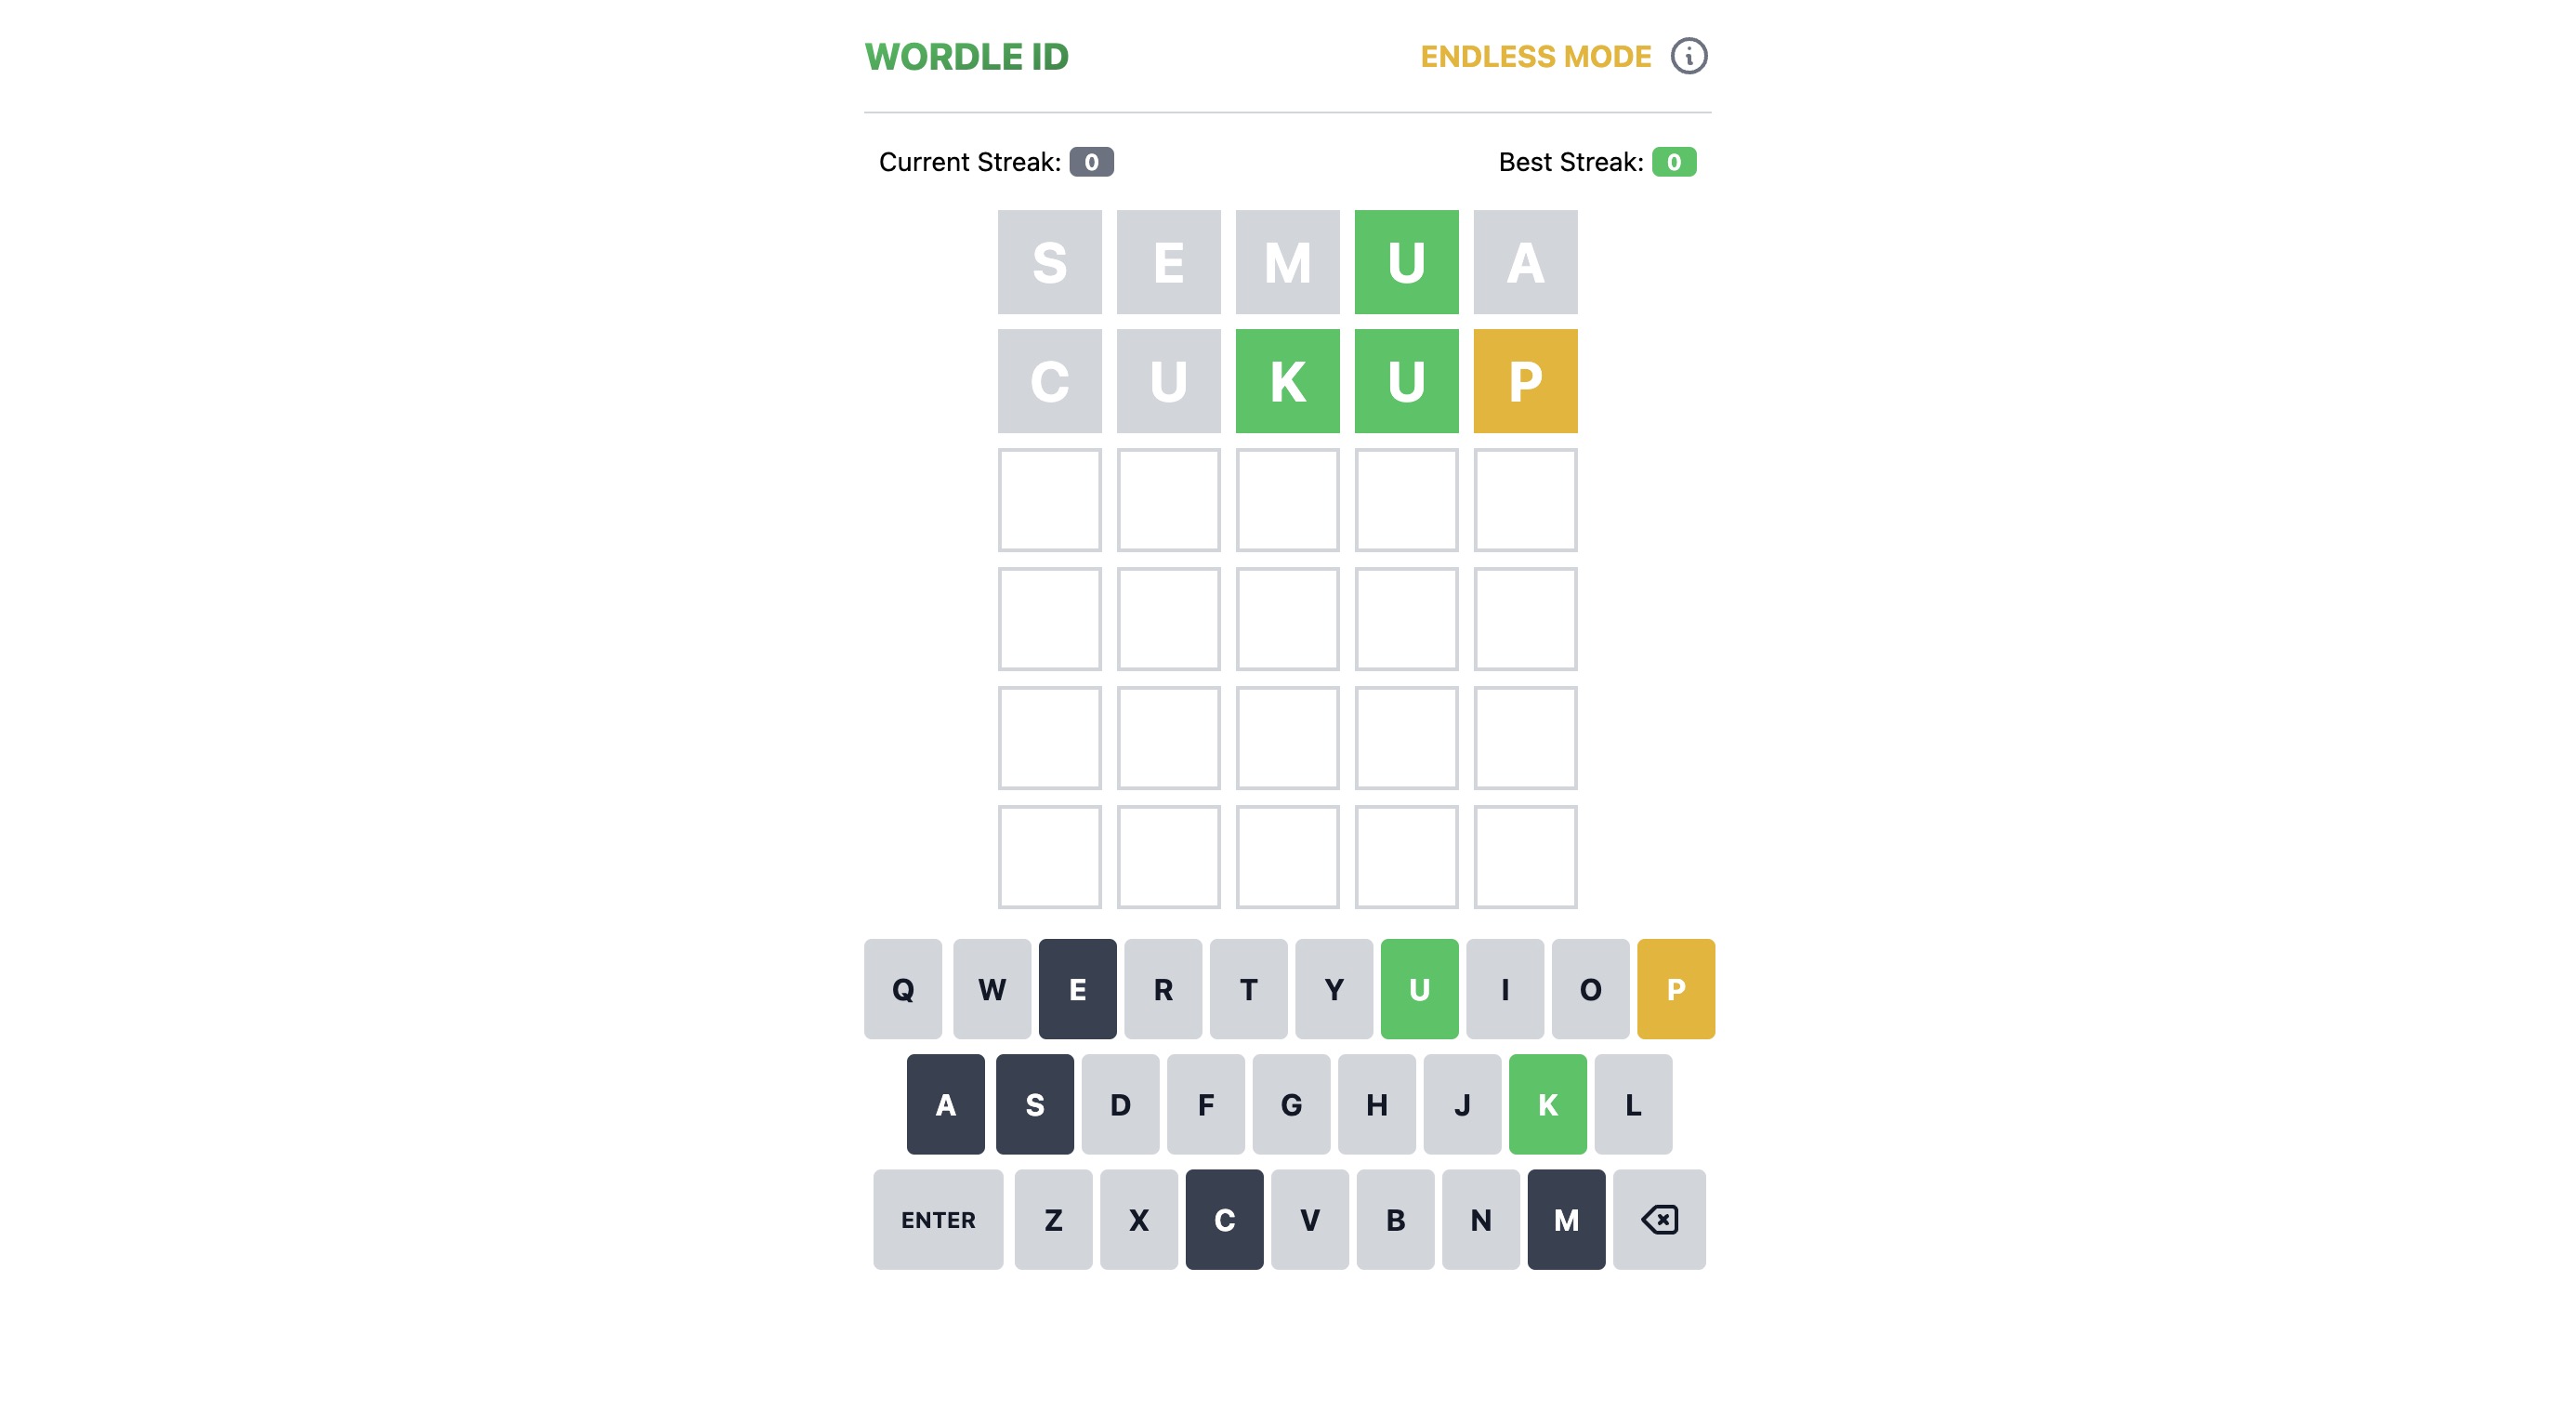 WORDLE ID ENDLESS MODE
Current Streak: 0 Best Streak: 0
S E M U A
C U K U P
Q W E R T Y U I O P
A S D F G H J K L
ENTER Z X C V B N M